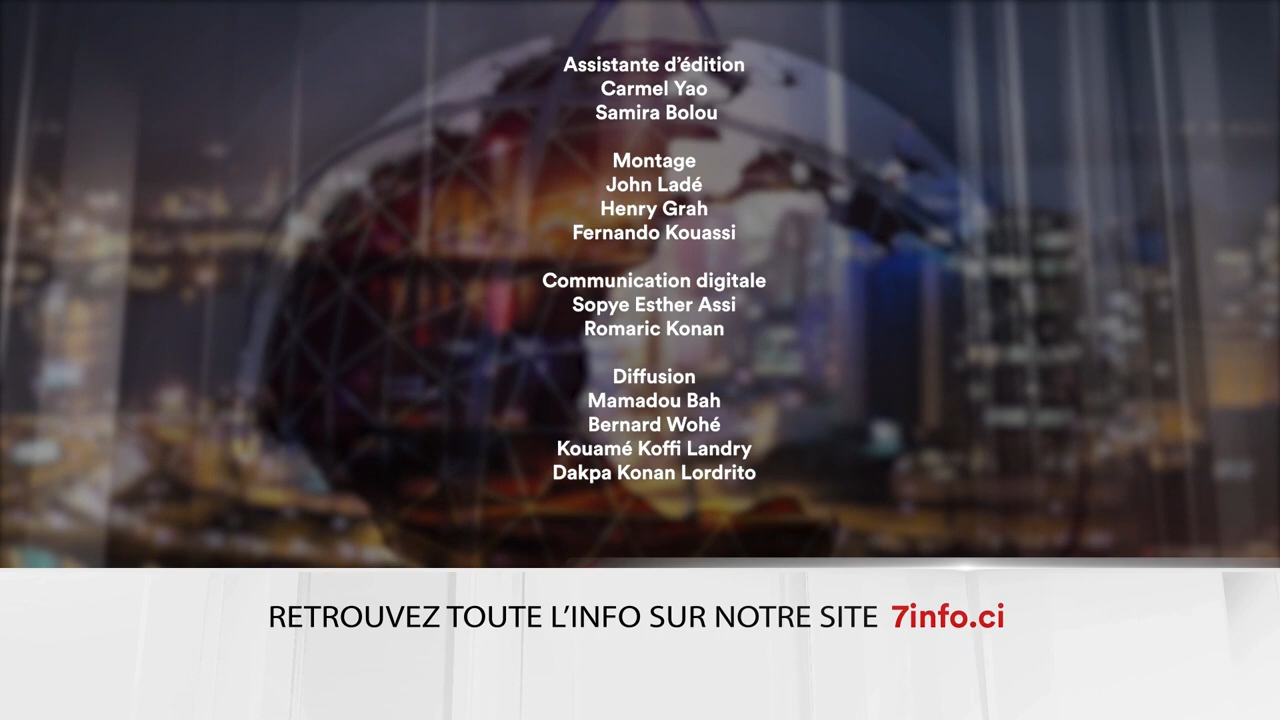 Assistante d’édition
Carmel Yao
Samira Bolou
Montage
John Ladé
Henry Grah
Fernando Kouassi
Communication digitale
Sopye Esther Assi
Romaric Konan
Diffusion
Mamadou Bah
Bernard Wohé
Kouamé Koffi Landry
Dakpa Konan Lordrito
RETROUVEZ TOUTE L’INFO SUR NOTRE SITE 7info.ci